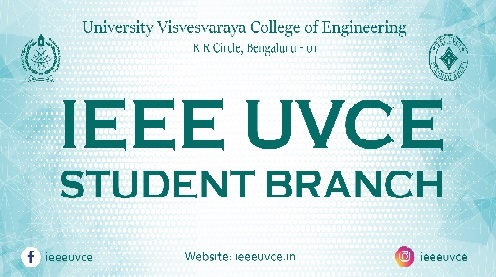 University Visvesvaraya College of Engineering
K R Circle, Bengaluru - 01
IEEE UVCE
STUDENT BRANCH
ieeeuvce
Website: ieeeuvce.in
ieeeuvce